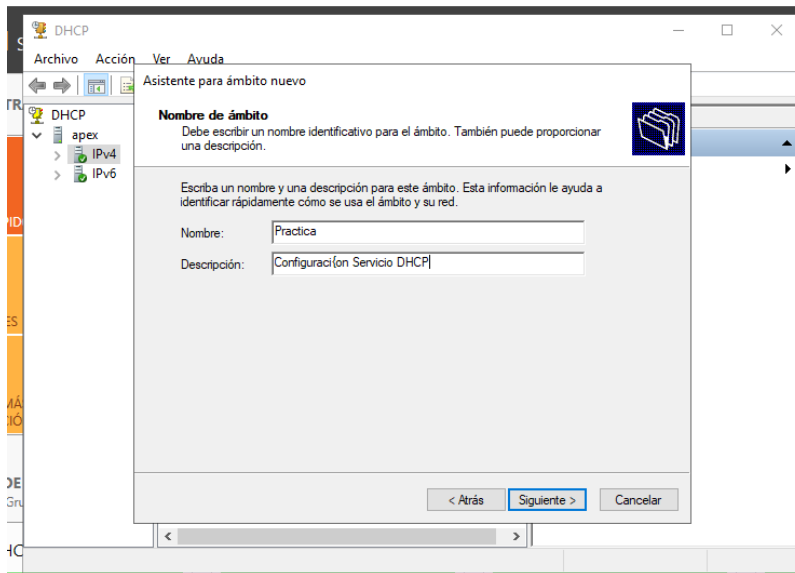 DHCP
Archivo Acción Ver Ayuda
DHCP
apex
IPv4
IPv6
Asistente para ámbito nuevo
Nombre de ámbito
Debe escribir un nombre identificativo para el ámbito. También puede proporcionar
una descripción.
Escriba un nombre y una descripción para este ámbito. Esta información le ayuda a
identificar rápidamente cómo se usa el ámbito y su red.
Nombre: Practica
Descripción: Configuraci{on Servicio DHCP
< Atrás Siguiente > Cancelar